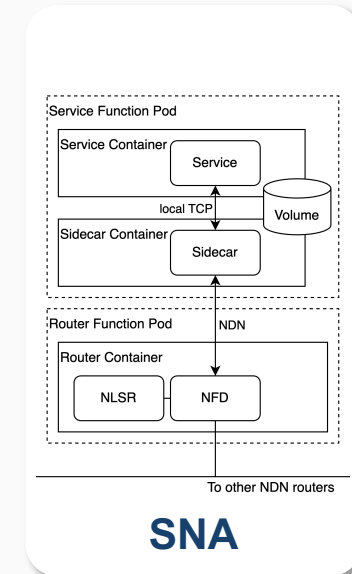 Service Function Pod
Service Container
Service
local TCP
Volume
Sidecar Container
Sidecar
NDN
Router Function Pod
Router Container
NLSR
NFD
To other NDN routers
SNA